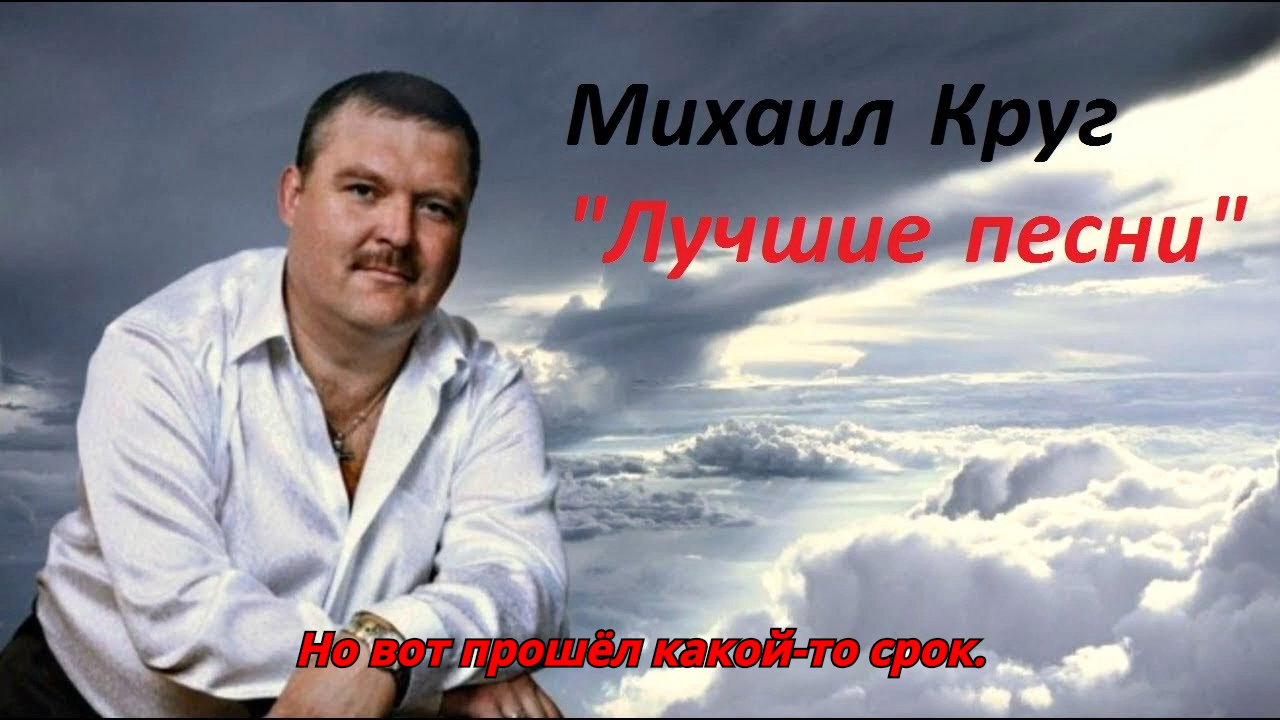 Михаил Круг
"Лучшие песни"
Но вот прошёл какой-то срок.